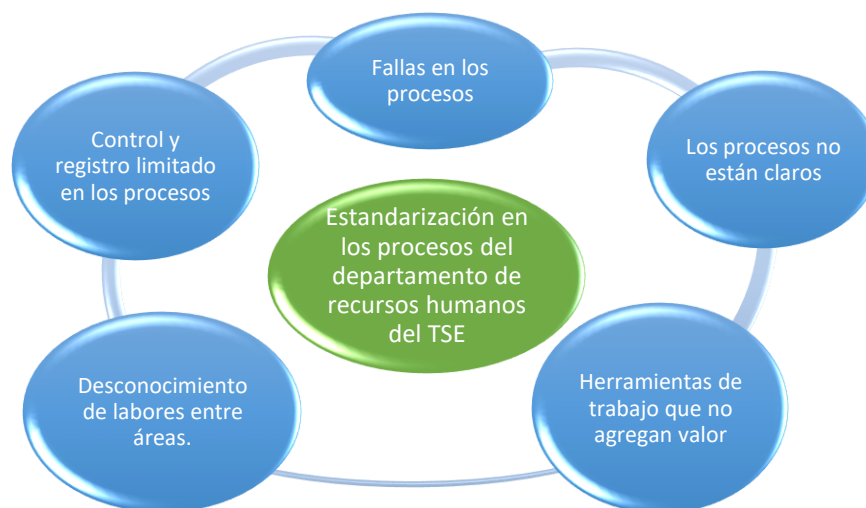 Fallas en los
procesos
Los procesos no
están claros
Herramientas de
trabajo que no
agregan valor
Desconocimiento
de labores entre
áreas.
Control y
registro limitado
en los procesos
Estandarización en
los procesos del
departamento de
recursos humanos
del TSE